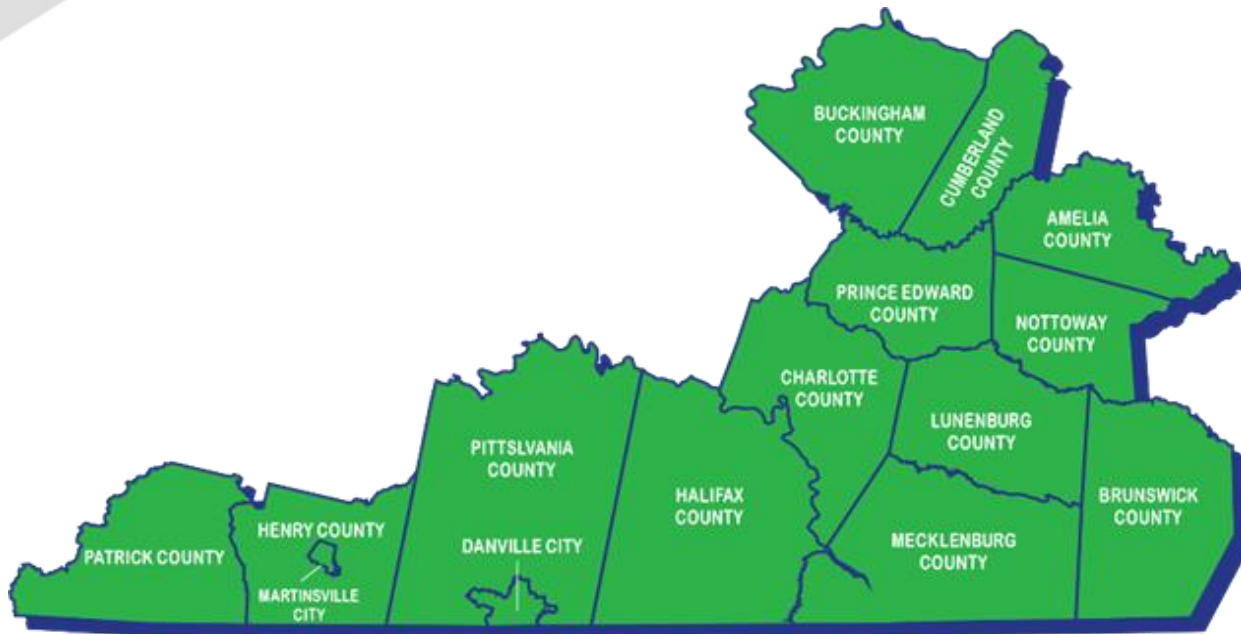 BUCKINGHAM
COUNTY
CUMBERLAND
COUNTY
AMELIA
COUNTY
PRINCE EDWARD
COUNTY
NOTTOWAY
COUNTY
CHARLOTTE
COUNTY
LUNENBURG
COUNTY
PITTSLVANIA
COUNTY
HALIFAX
COUNTY
BRUNSWICK
COUNTY
HENRY COUNTY
DANVILLE CITY
MECKLENBURG
COUNTY
PATRICK COUNTY
MARTINSVILLE
CITY